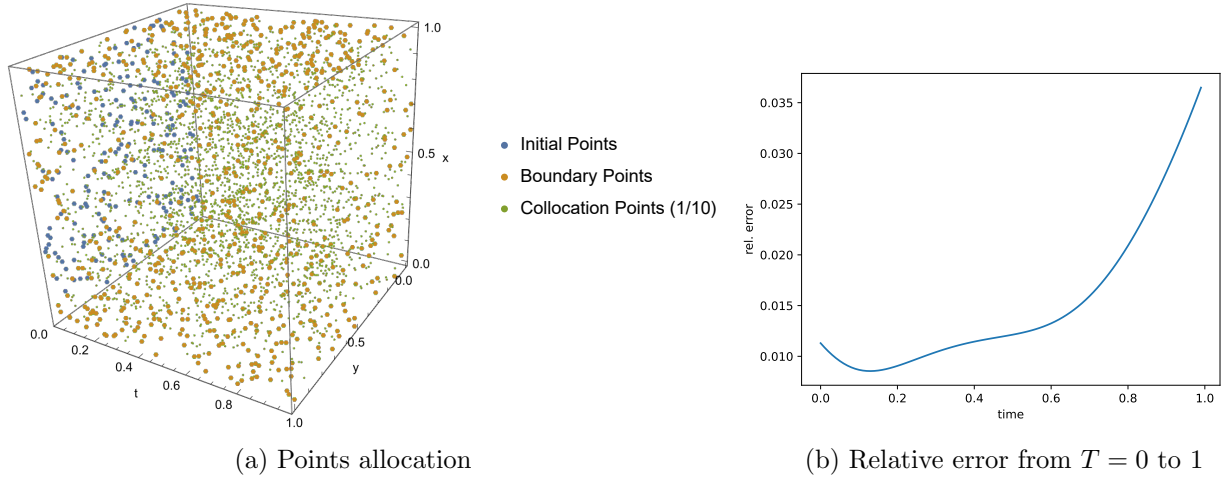 1.0
0.5
x
0.0
0.0
0.5
y
1.0
0.0
0.2
0.4
0.6
0.8
t
Initial Points
Boundary Points
Collocation Points (1/10)
(a) Points allocation
0.035
0.030
0.025
0.020
0.015
0.010
rel. error
0.0 0.2 0.4 0.6 0.8 1.0
time
(b) Relative error from T = 0 to 1